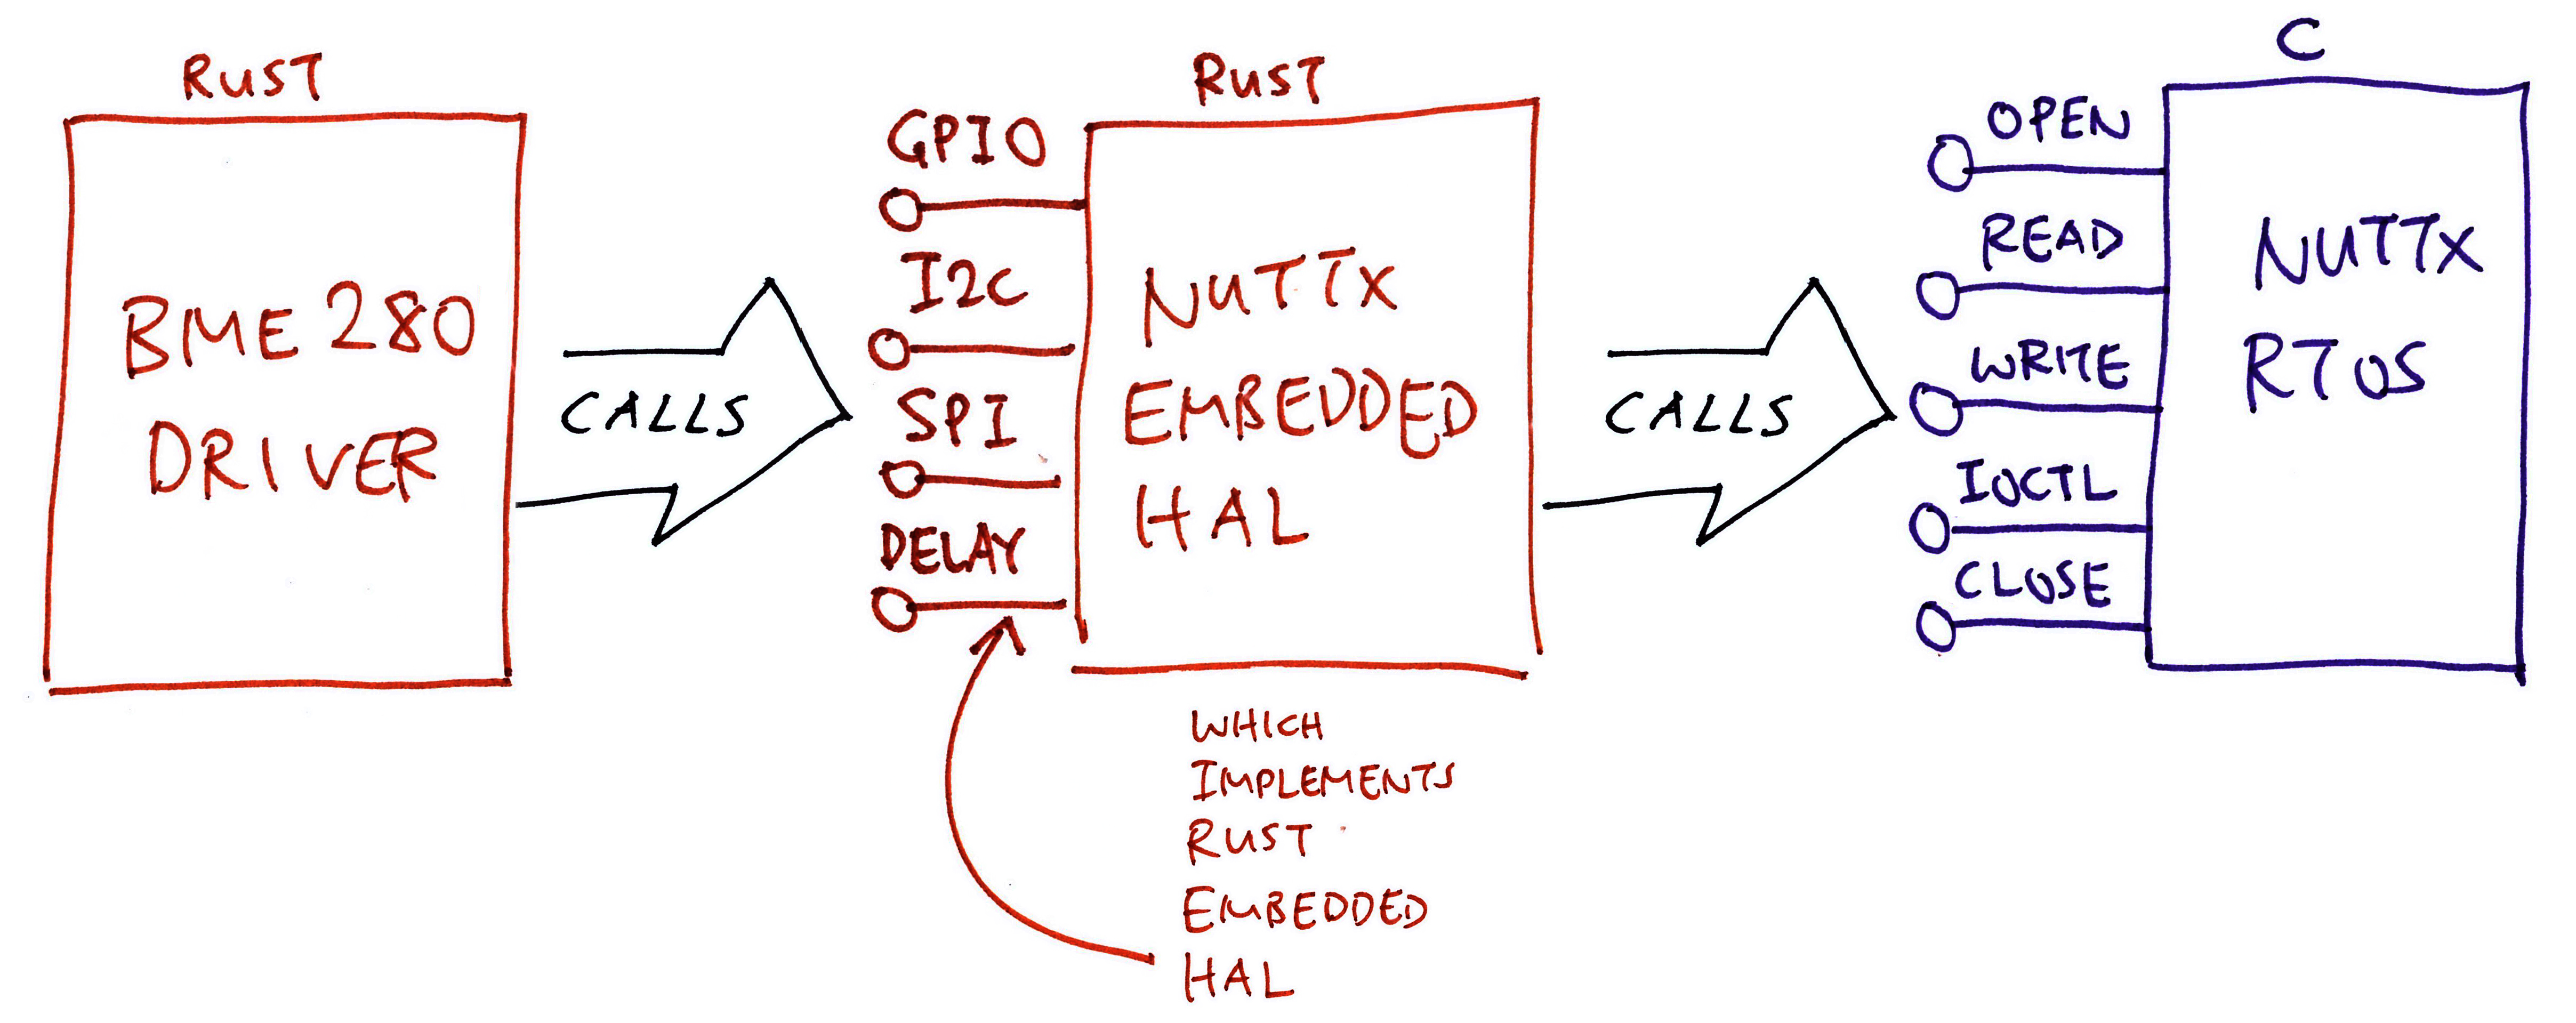 RUST
BME 280
DRIVER
CALLS
RUST
GPIO
I2C
SPI
DELAY
NUTTX
EMBEDDED
HAL
WHICH
IMPLEMENTS
RUST
EMBEDDED
HAL
CALLS
C
OPEN
READ
WRITE
IOCTL
CLOSE
NUTTX
RTOS